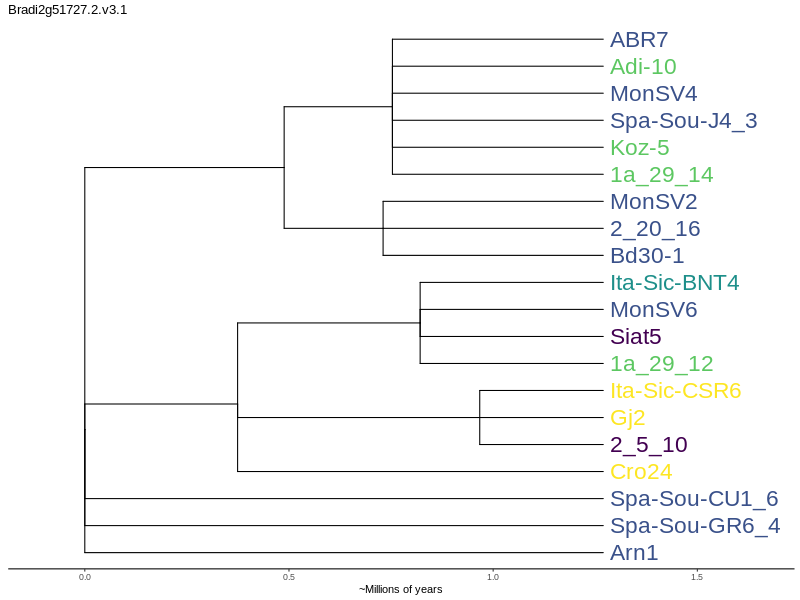 Bradi2g51727.2.v3.1
ABR7
Adi-10
MonSV4
Spa-Sou-J4_3
Koz-5
1a_29_14
MonSV2
2_20_16
Bd30-1
Ita-Sic-BNT4
MonSV6
Siat5
1a_29_12
Ita-Sic-CSR6
Gj2
2_5_10
Cro24
Spa-Sou-CU1_6
Spa-Sou-GR6_4
Arn1
0.0 0.5 1.0 1.5
~Millions of years